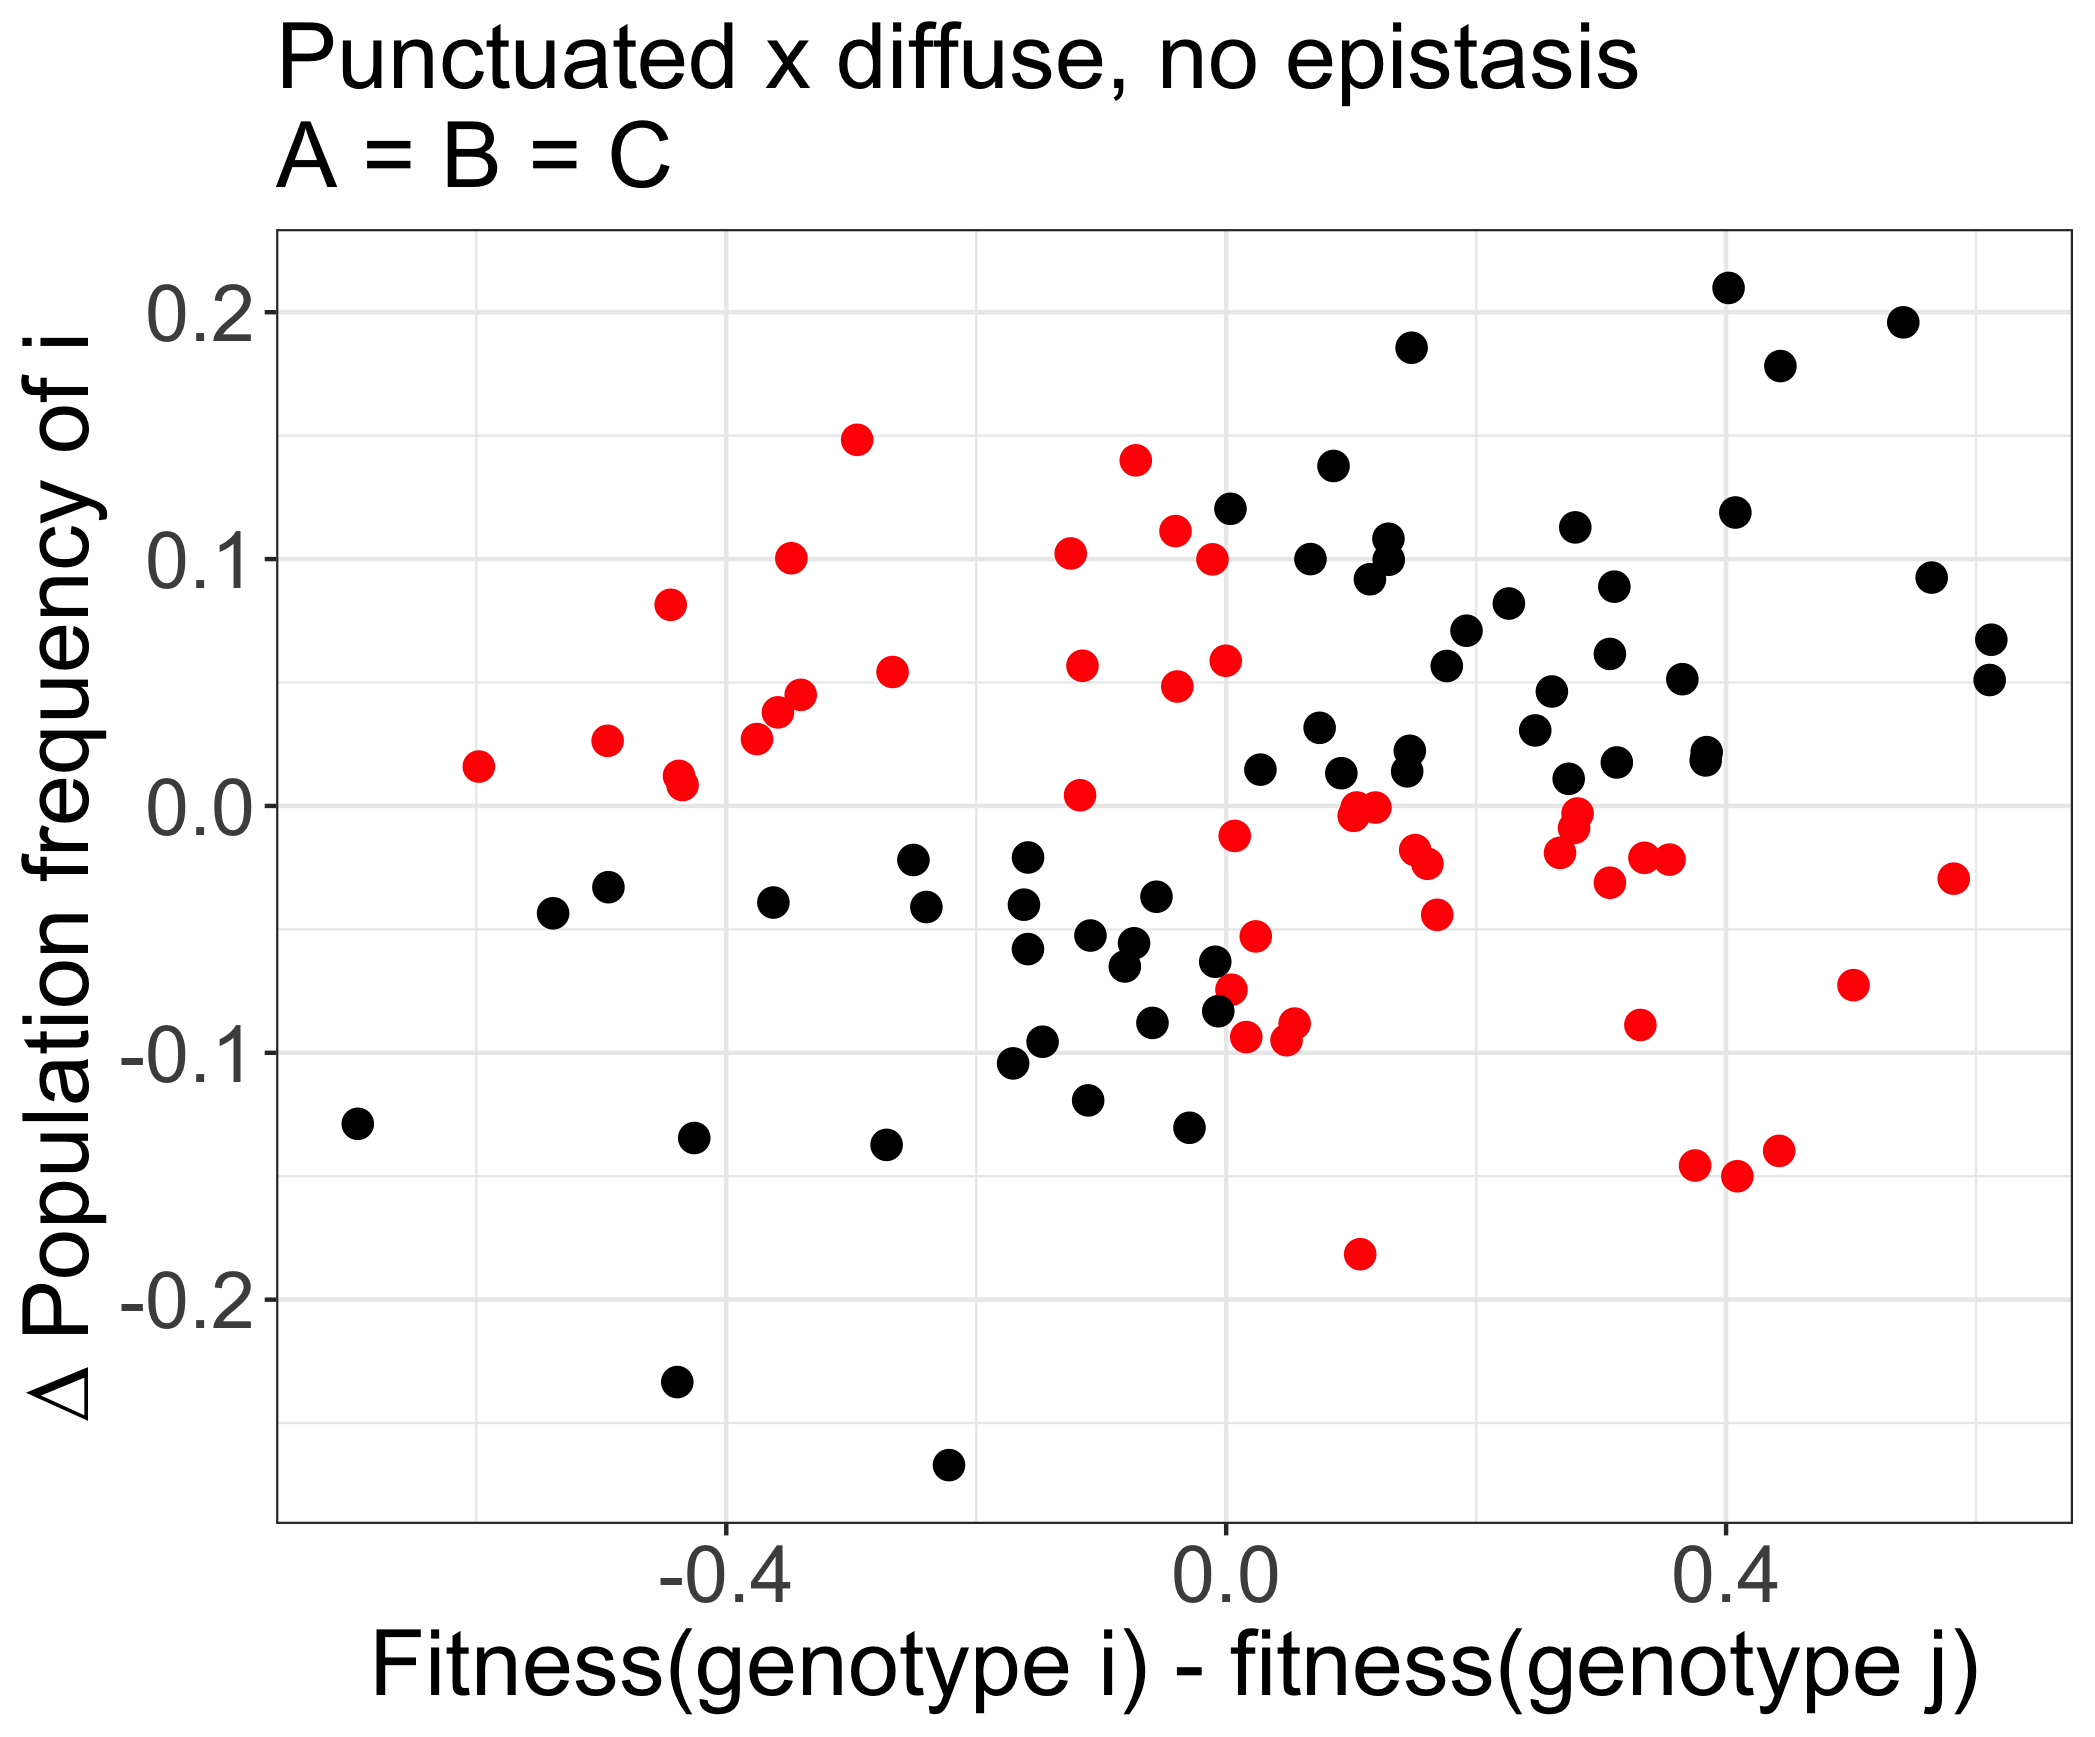 Punctuated x diffuse, no epistasis
A = B = C
Δ Population frequency of i
0.2
0.1
0.0
-0.1
-0.2
-0.4
0.0
0.4
Fitness(genotype i) - fitness(genotype j)